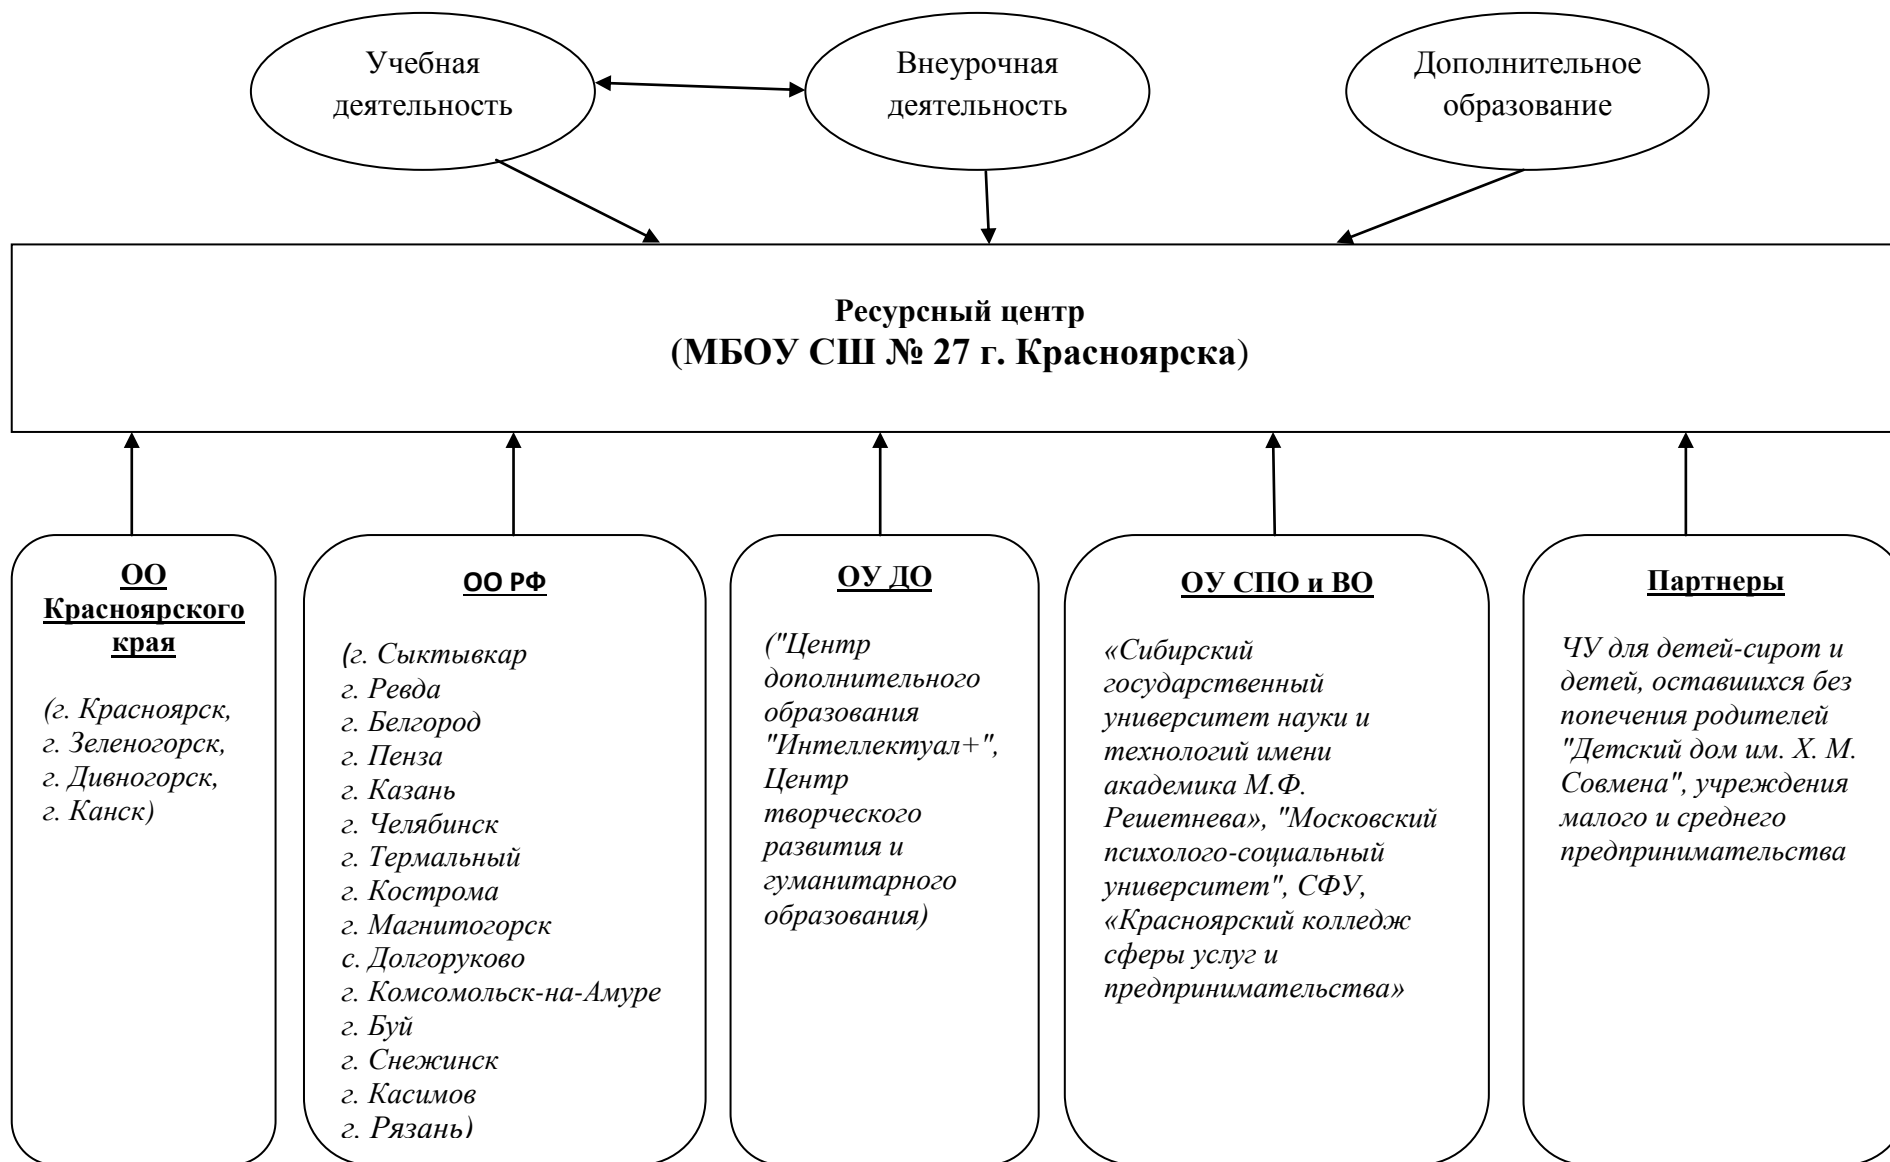 Учебная
деятельность
Внеурочная
деятельность
Дополнительное
образование
Ресурсный центр
(МБОУ СШ № 27 г. Красноярска)
ОО
Красноярского
края
(г. Красноярск,
г. Зеленогорск,
г. Дивногорск,
г. Канск)
ОО РФ
(г. Сыктывкар
г. Ревда
г. Белгород
г. Пенза
г. Казань
г. Челябинск
г. Термальный
г. Кострома
г. Магнитогорск
с. Долгоруково
г. Комсомольск-на-Амуре
г. Буй
г. Снежинск
г. Касимов
г. Рязань)
ОУ ДО
("Центр
дополнительного
образования
"Интеллектуал+",
Центр
творческого
развития и
гуманитарного
образования)
ОУ СПО и ВО
«Сибирский
государственный
университет науки и
технологий имени
академика М.Ф.
Решетнева», "Московский
психолого-социальный
университет", СФУ,
«Красноярский колледж
сферы услуг и
предпринимательства»
Партнеры
ЧУ для детей-сирот и
детей, оставшихся без
попечения родителей
"Детский дом им. Х. М.
Совмена", учреждения
малого и среднего
предпринимательства